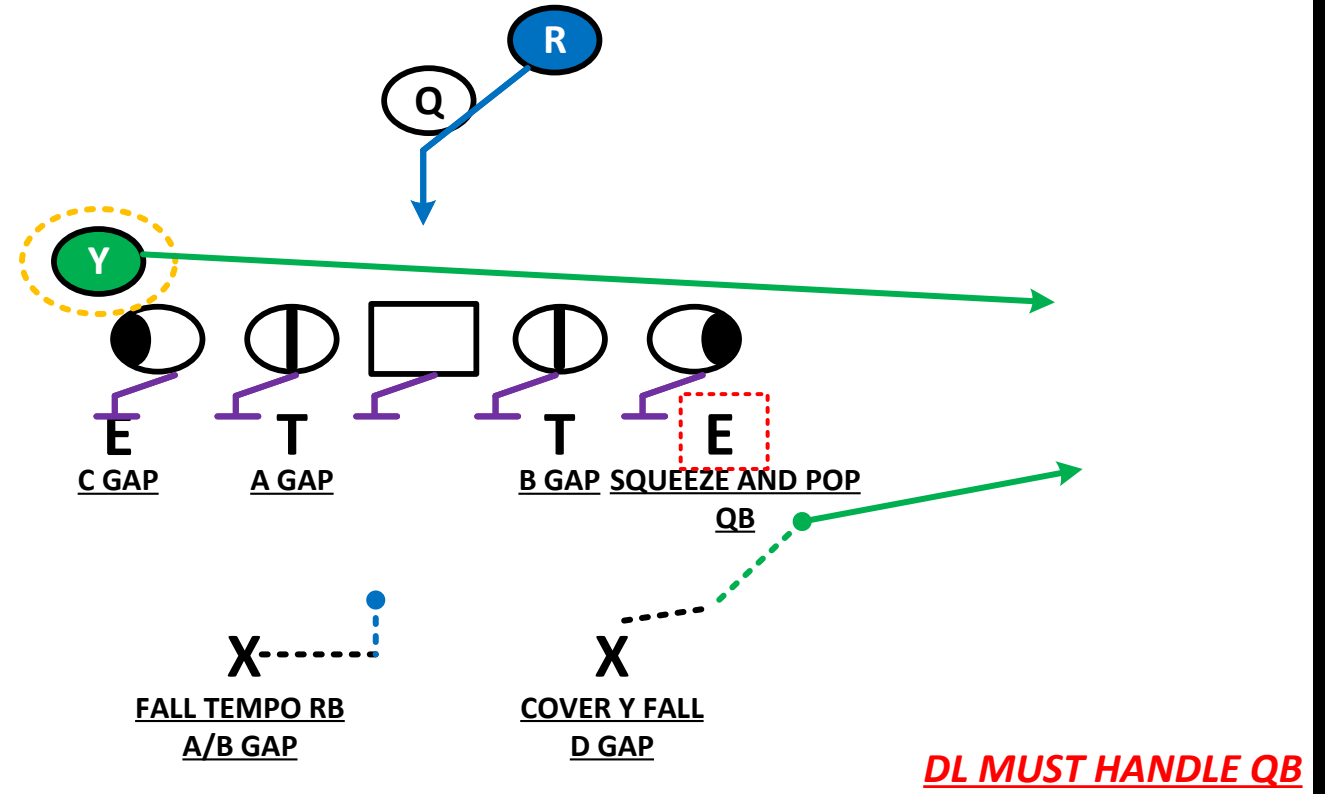 R
Q
Y
E T T E
C GAP A GAP B GAP SQUEEZE AND POP
QB
X X
FALL TEMPO RB COVER Y FALL
A/B GAP D GAP
DL MUST HANDLE QB